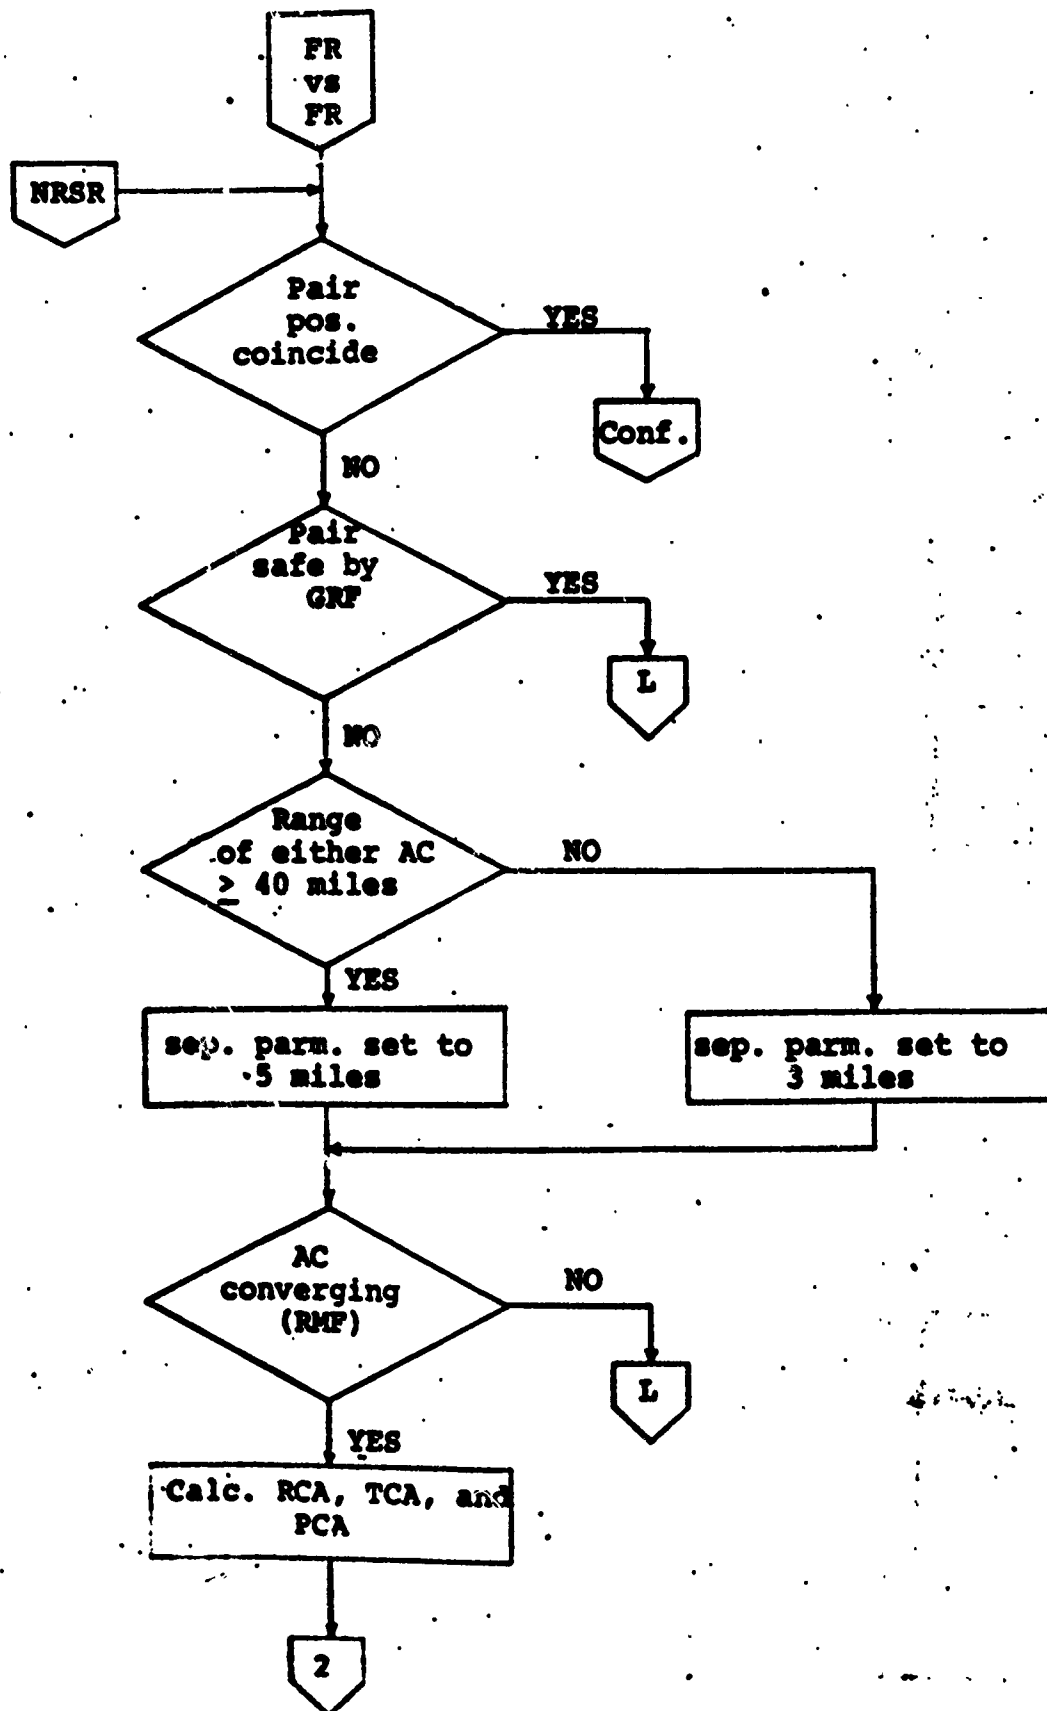 FR
vs
FR
NRSR
Pair
pos.
coincide
YES
Conf.
NO
Pair
safe by
GRF
YES
L
NO
Range
of either AC
≥ 40 miles
NO
YES
sep. parm. set to
5 miles
sep. parm. set to
3 miles
AC
converging
(RMF)
NO
L
YES
Calc. RCA, TCA, and
PCA
2